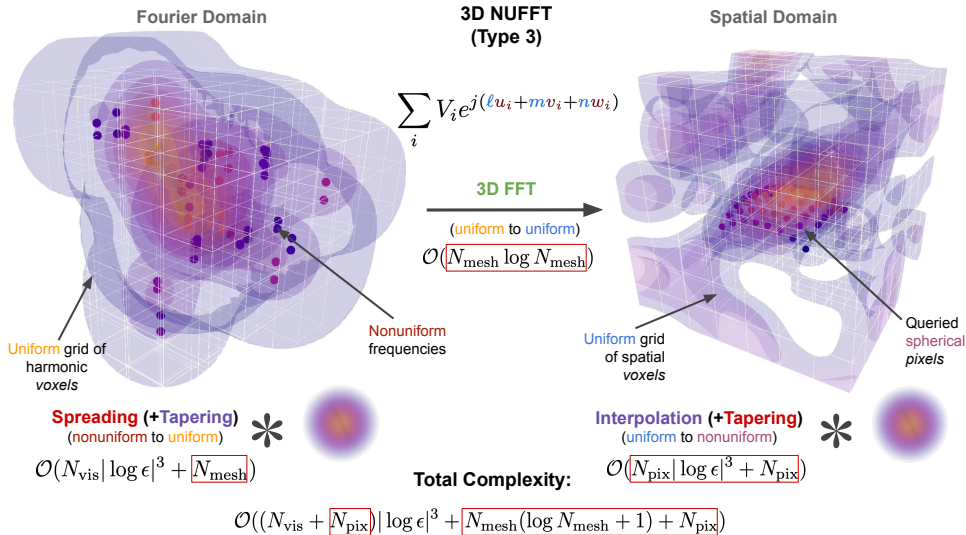 Fourier Domain
3D NUFFT
(Type 3)
Spatial Domain
∑_i V_i e^{j(ℓu_i+mv_i+nw_i)}
3D FFT
(uniform to uniform)
O(N_mesh log N_mesh)
Uniform grid of
harmonic
voxels
Nonuniform
frequencies
Uniform grid
of spatial
voxels
Queried
spherical
pixels
Spreading (+Tapering)
(nonuniform to uniform)
*
O(N_vis| log ϵ|^3 + N_mesh)
Interpolation (+Tapering)
(uniform to nonuniform)
*
O(N_pix| log ϵ|^3 + N_pix)
Total Complexity:
O((N_vis + N_pix)| log ϵ|^3 + N_mesh(log N_mesh + 1) + N_pix)